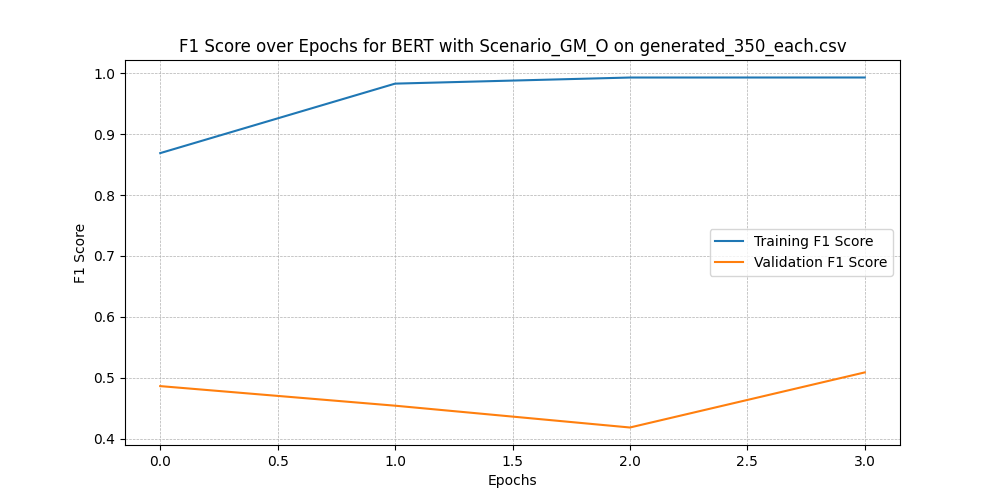 F1 Score over Epochs for BERT with Scenario_GM_O on generated_350_each.csv
1.0
0.9
0.8
0.7
0.6
0.5
0.4
F1 Score
Training F1 Score
Validation F1 Score
0.0 0.5 1.0 1.5 2.0 2.5 3.0
Epochs